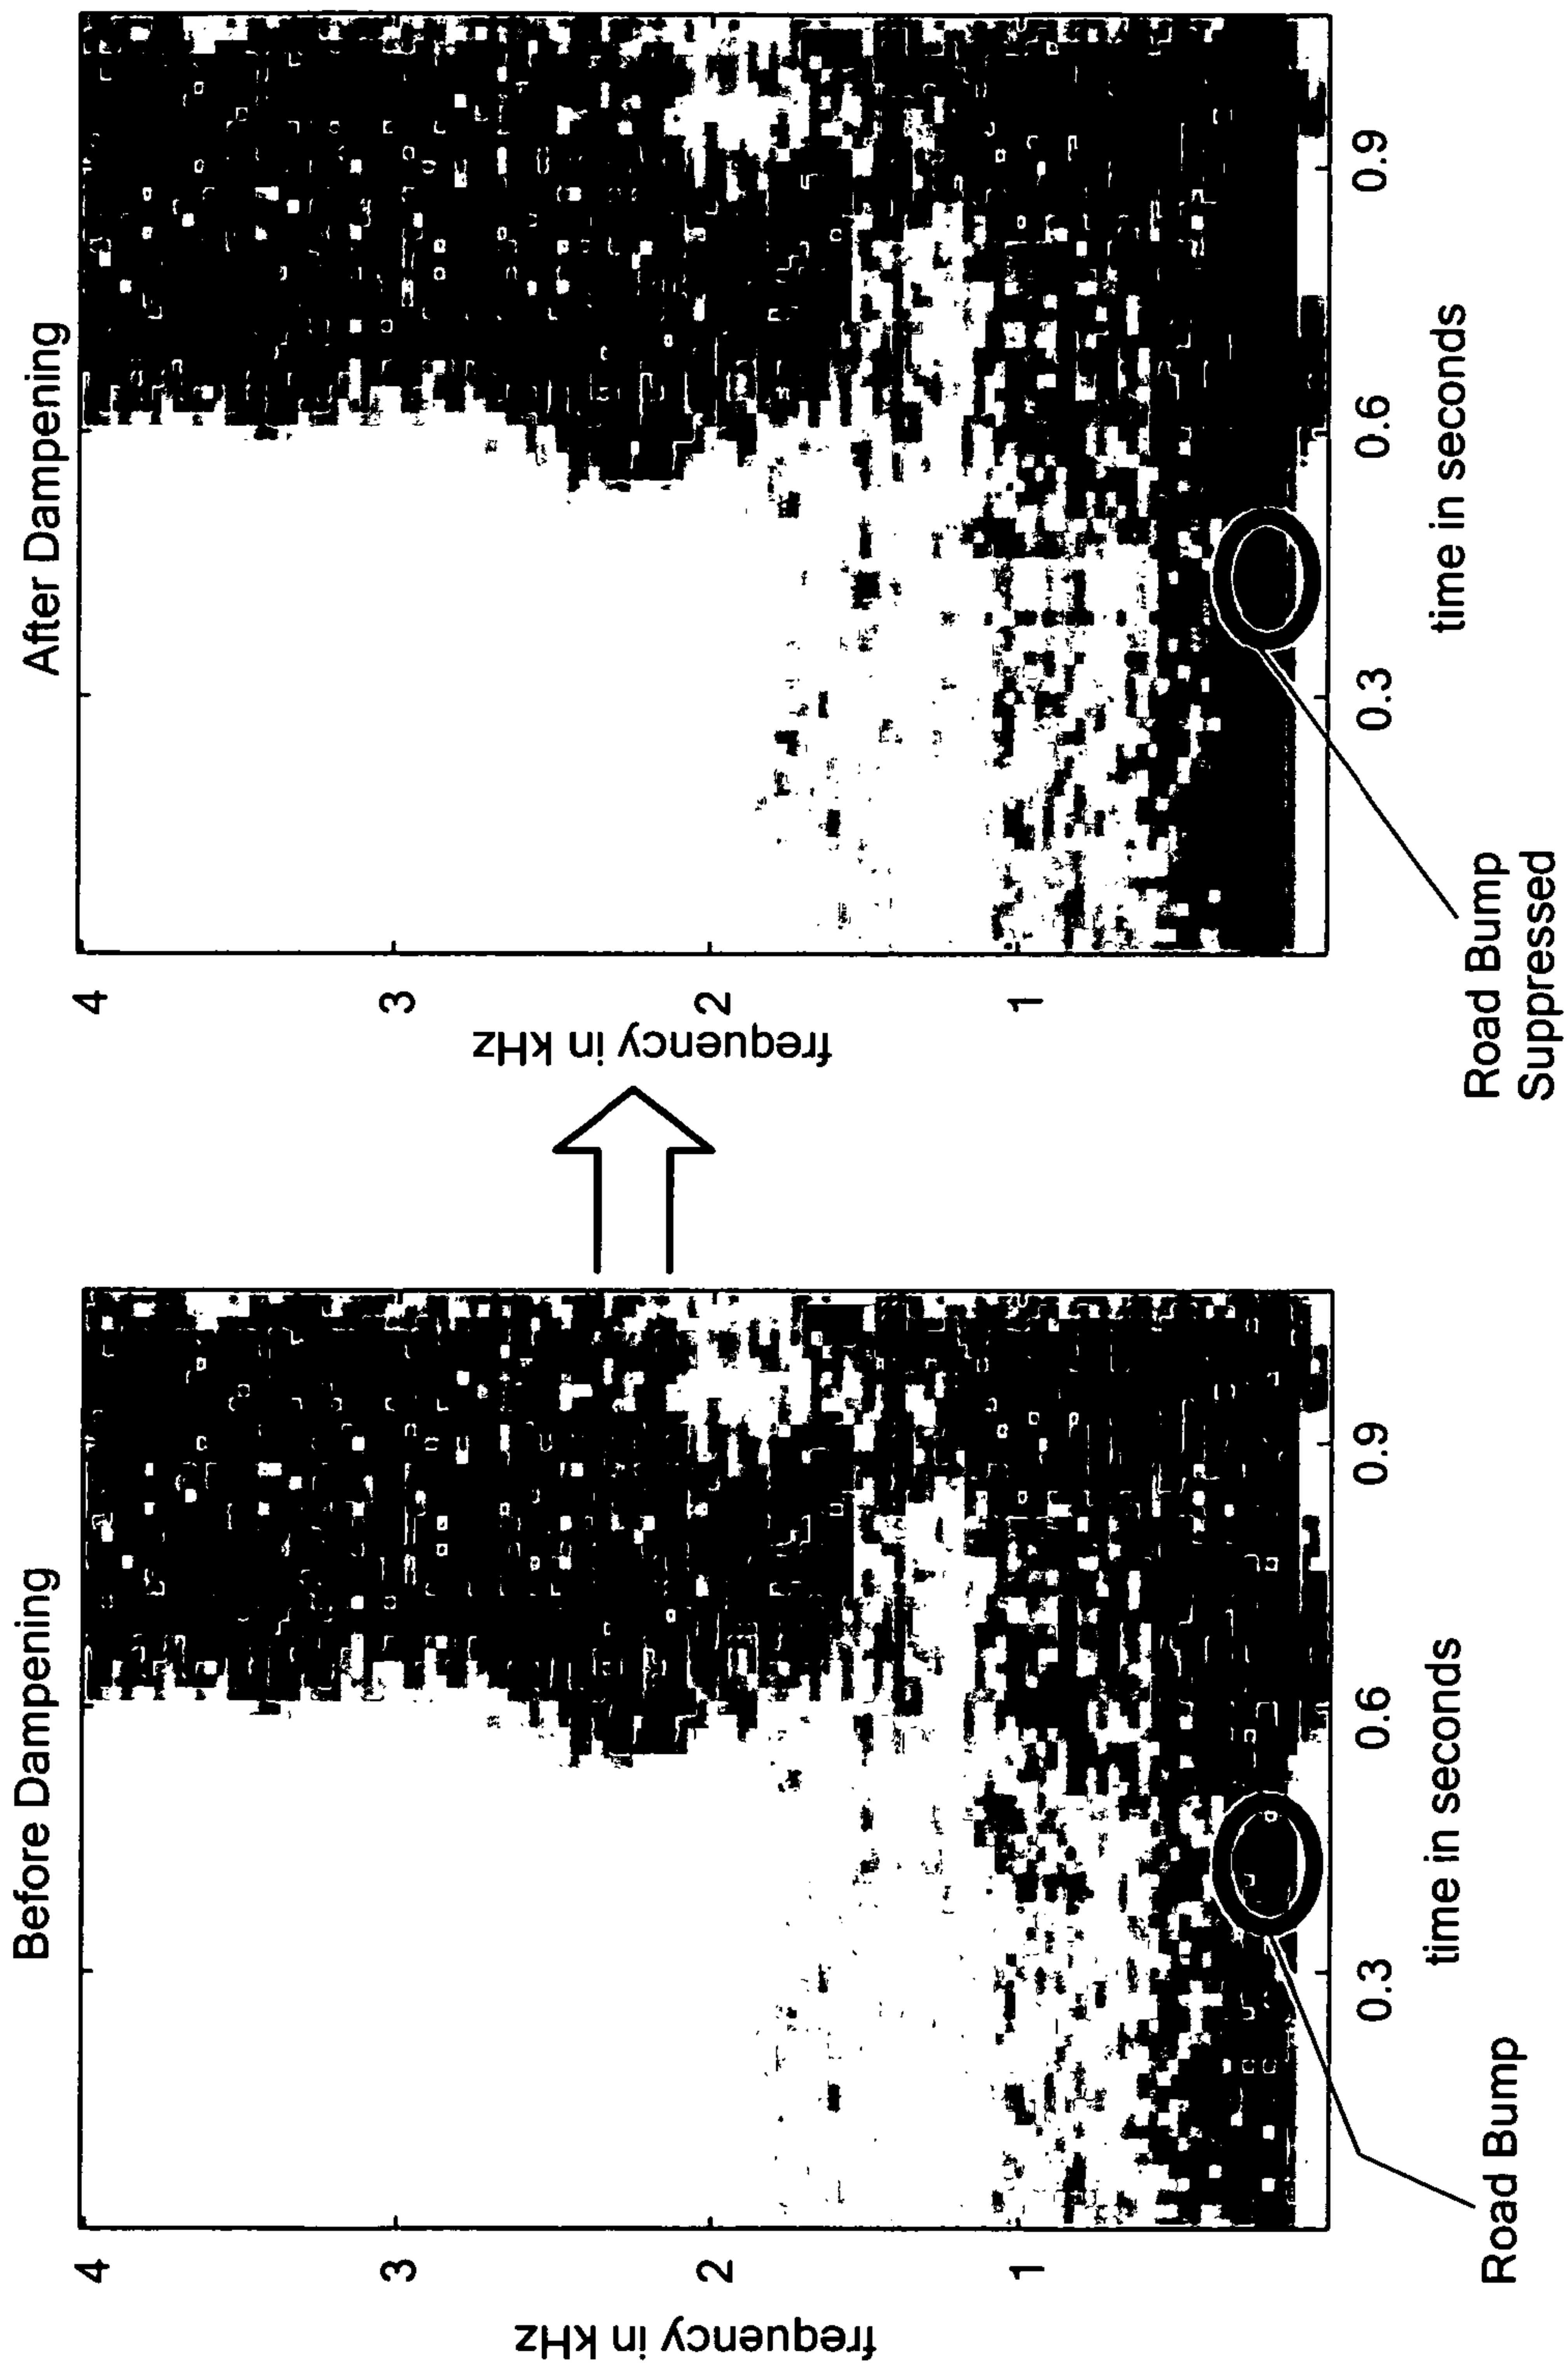 Before Dampening
4
3
2
1
frequency in kHz
0.3
0.6
0.9
time in seconds
Road Bump
After Dampening
4
3
2
1
frequency in kHz
0.3
0.6
0.9
time in seconds
Road Bump
Suppressed